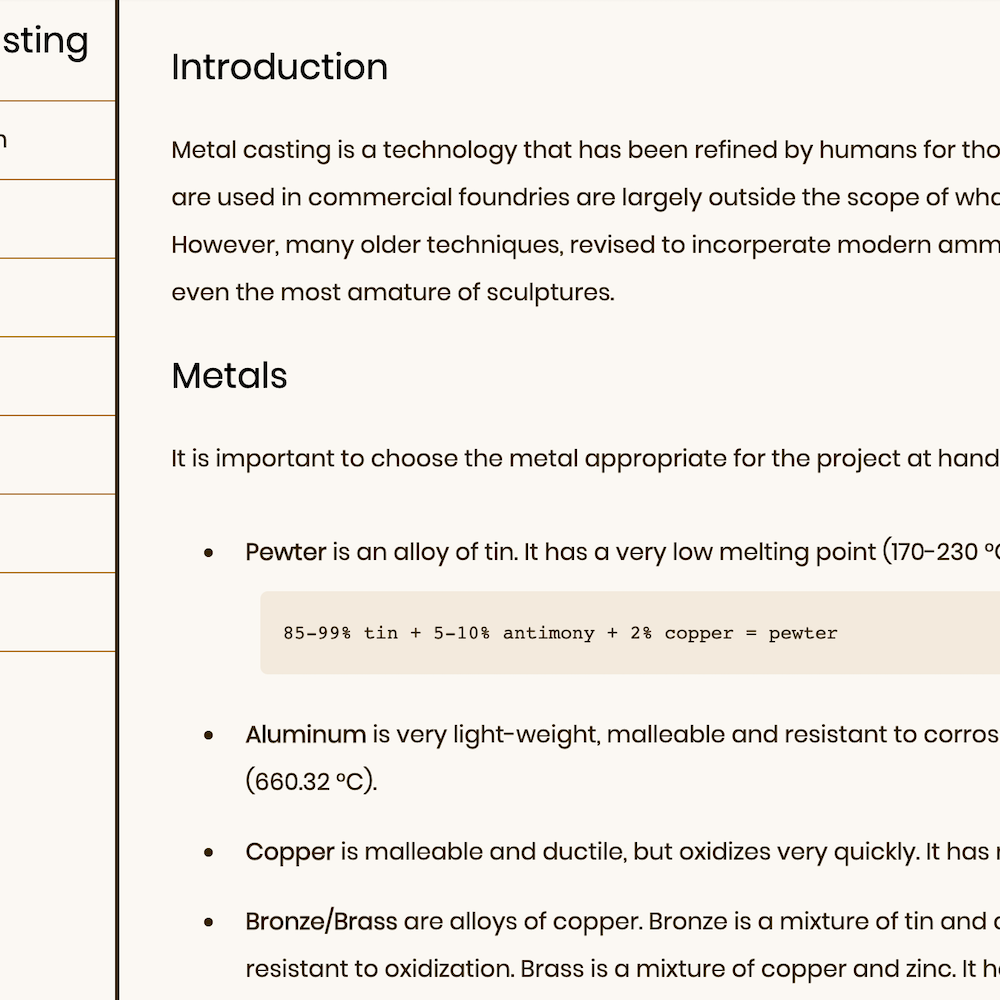 sting
Introduction
Metal casting is a technology that has been refined by humans for
are used in commercial foundries are largely outside the scope of
However, many older techniques, revised to incorperate modern
even the most amature of sculptures.
Metals
It is important to choose the metal appropriate for the project at hand
Pewter is an alloy of tin. It has a very low melting point (170-230
85-99% tin + 5-10% antimony + 2% copper = pewter
Aluminum is very light-weight, malleable and resistant to
(660.32 °C).
Copper is malleable and ductile, but oxidizes very quickly. It has
Bronze/Brass are alloys of copper. Bronze is a mixture of tin and
resistant to oxidization. Brass is a mixture of copper and zinc. It